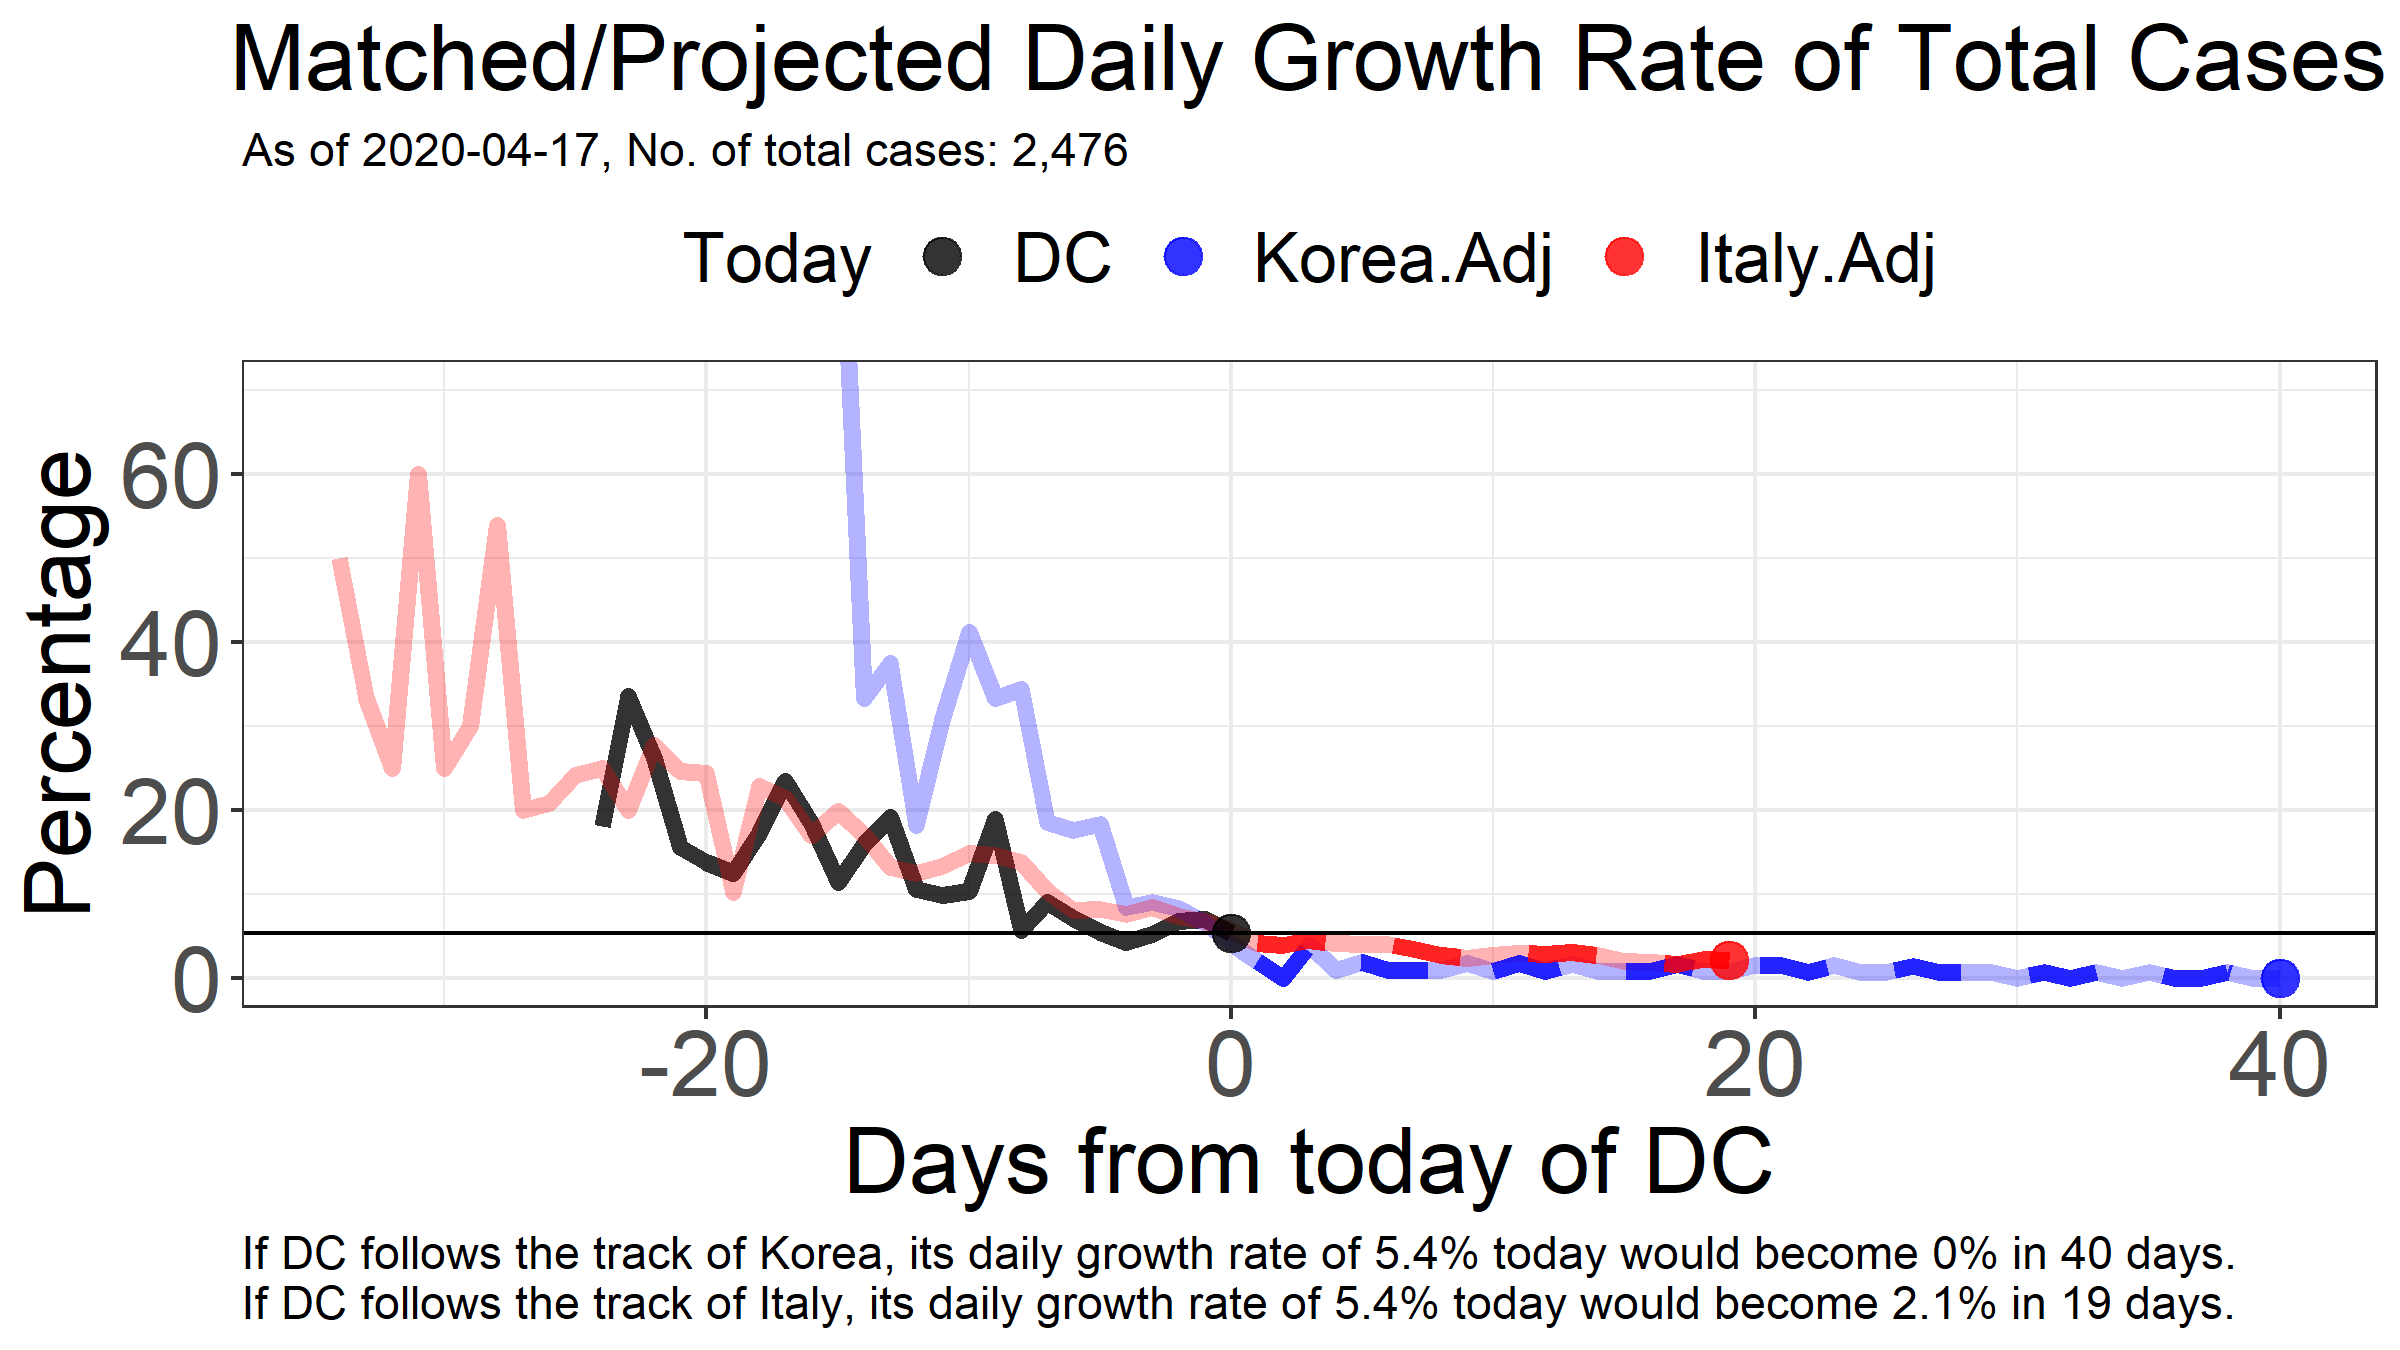 Matched/Projected Daily Growth Rate of Total Cases
As of 2020-04-17, No. of total cases: 2,476
Today DC Korea.Adj Italy.Adj
Percentage
60
40
20
0
-20 0 20 40
Days from today of DC
If DC follows the track of Korea, its daily growth rate of 5.4% today would become 0% in 40 days.
If DC follows the track of Italy, its daily growth rate of 5.4% today would become 2.1% in 19 days.